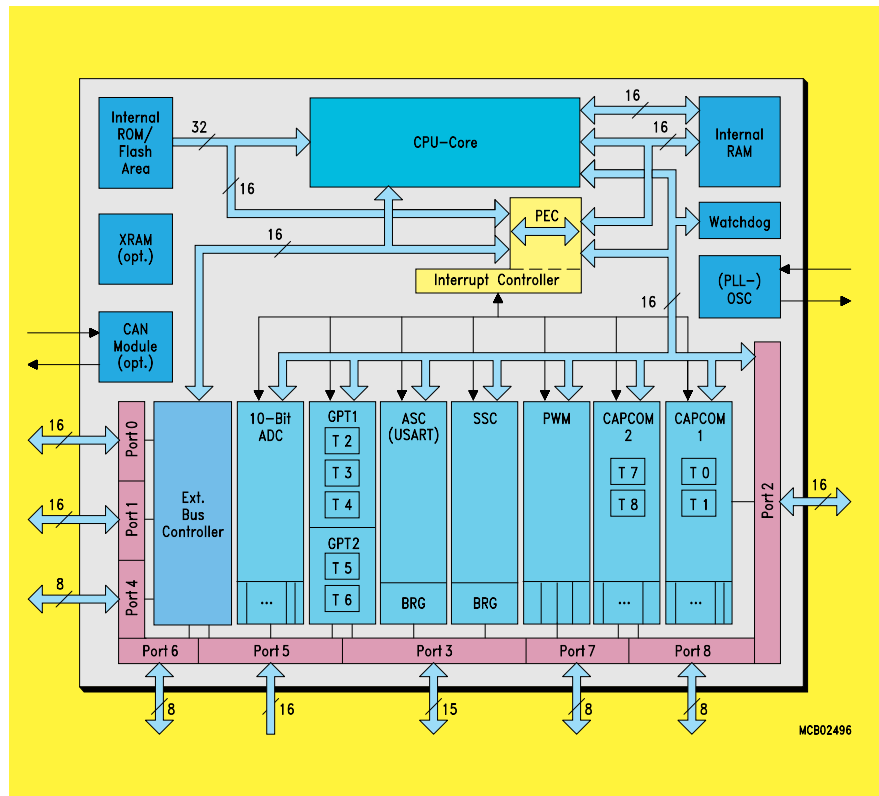 Internal
ROM/
Flash
Area
32
16
CPU-Core
16
16
Internal
RAM
XRAM
(opt.)
16
PEC
Watchdog
Interrupt Controller
16
(PLL-)
OSC
CAN
Module
(opt.)
16
Port 0
16
Port 1
8
Port 4
Ext.
Bus
Controller
10-Bit
ADC
...
GPT1
T 2
T 3
T 4
GPT2
T 5
T 6
ASC
(USART)
BRG
SSC
BRG
PWM
CAPCOM
2
T 7
T 8
...
CAPCOM
1
T 0
T 1
...
Port 2
16
Port 6
Port 5
Port 3
Port 7
Port 8
8
16
15
8
8
MCB02496